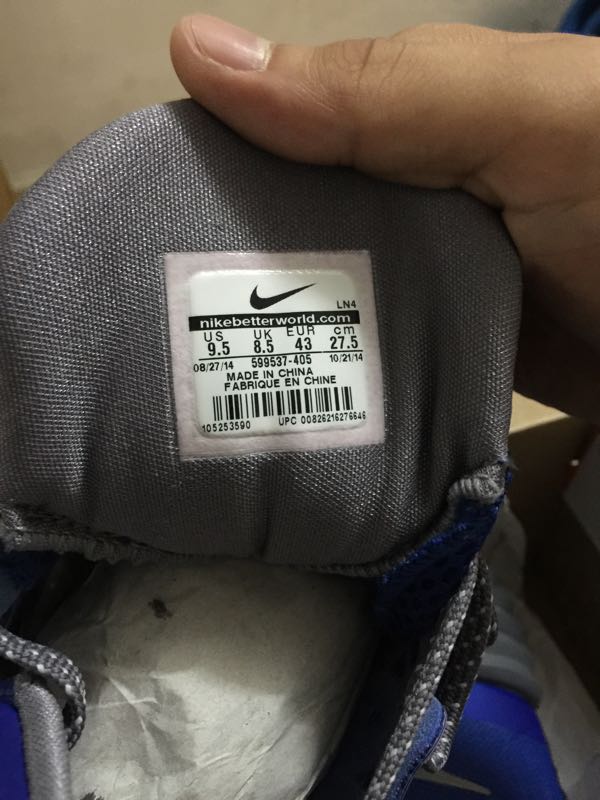 LN4
nikebetterworld.com
US UK EUR cm
9.5 8.5 43 27.5
08/27/14 599537-405 10/21/14
MADE IN CHINA
FABRIQUE EN CHINE
105253590 UPC 00826216276646